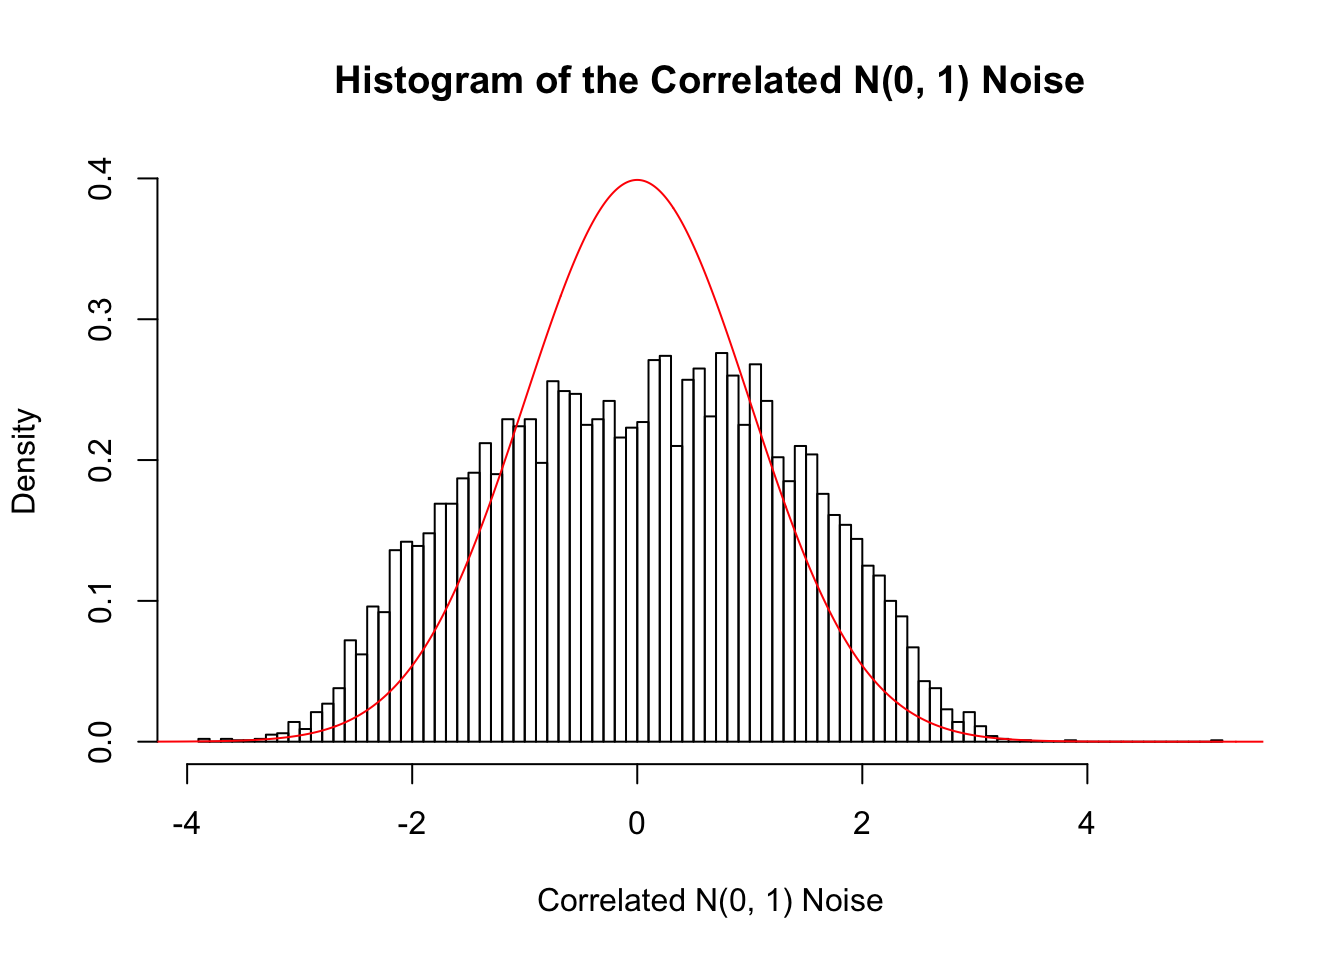 Histogram of the Correlated N(0, 1) Noise
Density
0.4
0.3
0.2
0.1
0.0
-4 -2 0 2 4
Correlated N(0, 1) Noise